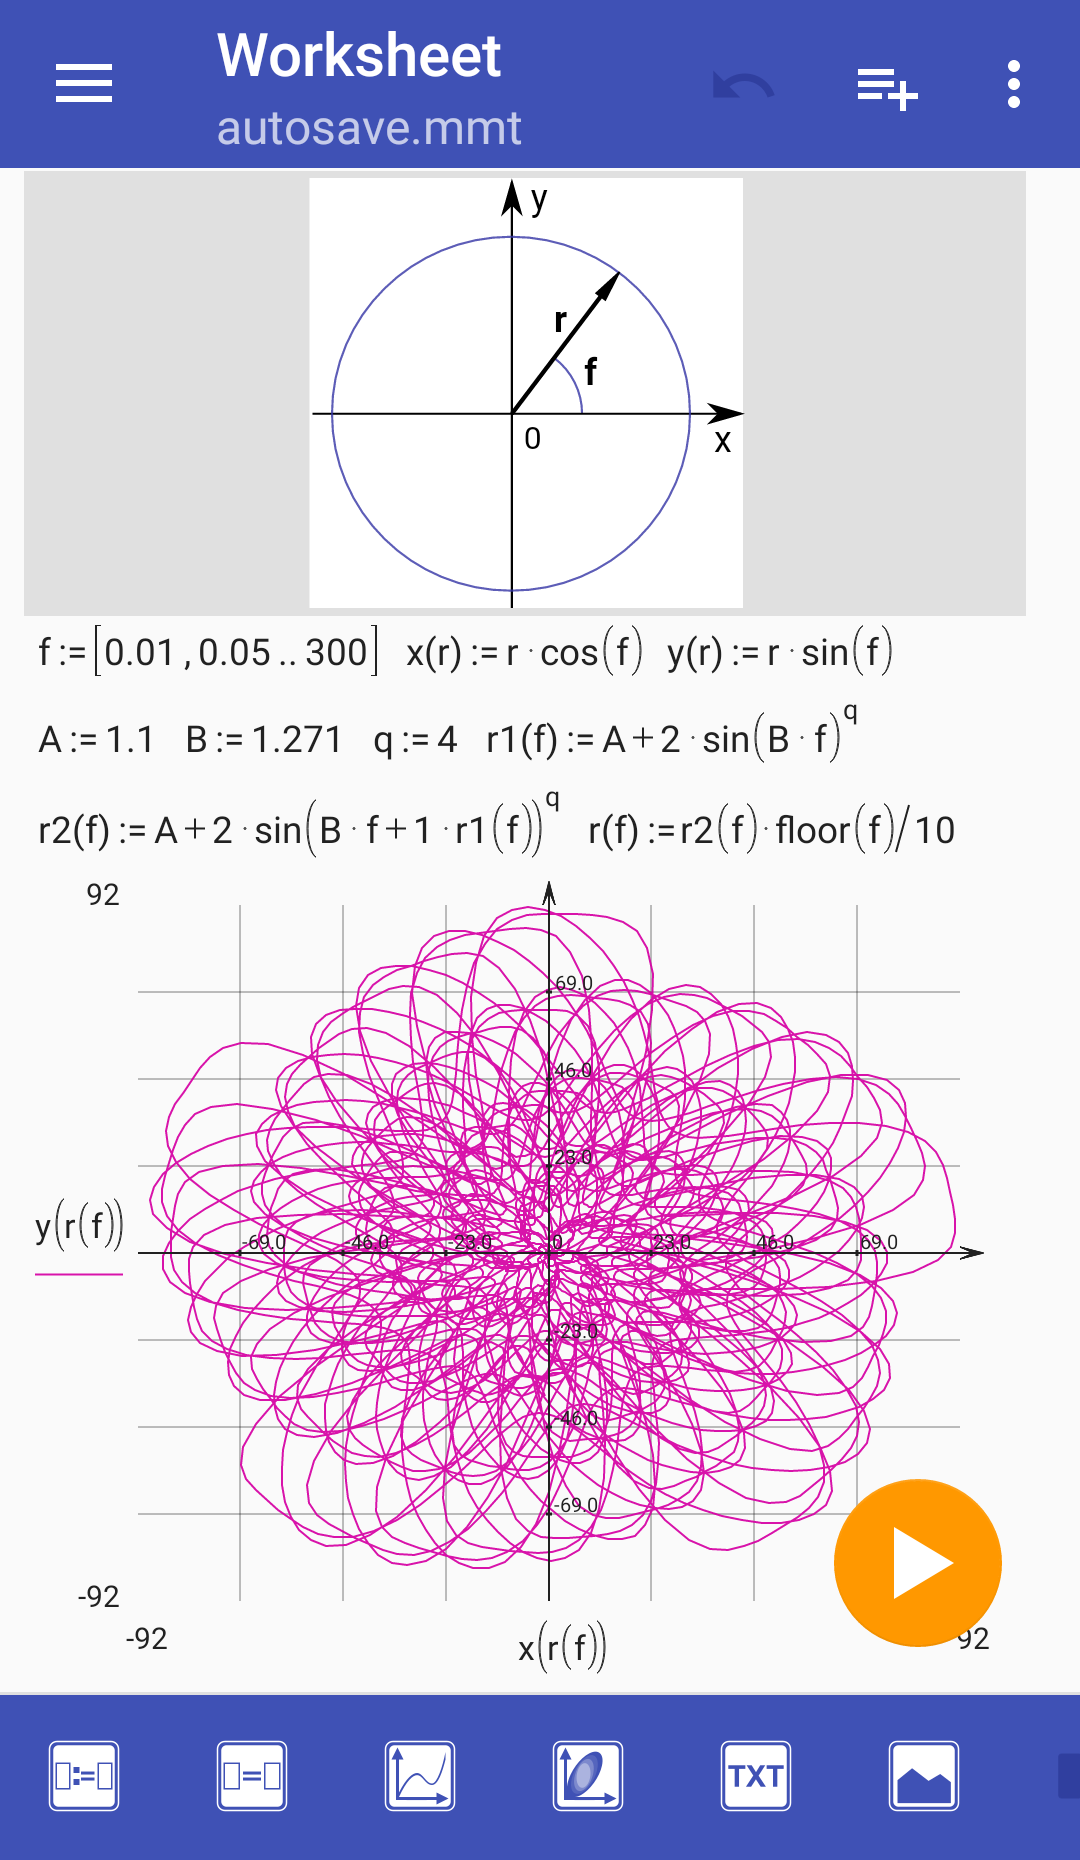 Worksheet
autosave.mmt
y
r
f
0
x
f := [0.01 , 0.05 .. 300] x(r) := r · cos(f) y(r) := r · sin(f)
A := 1.1 B := 1.271 q := 4 r1(f) := A + 2 · sin(B · f)^q
r2(f) := A + 2 · sin(B · f + 1 · r1(f))^q r(f) := r2(f) · floor(f)/10
92
69.0
46.0
23.0
y(r(f))
-69.0 -46.0 -23.0 0 23.0 46.0 69.0
-23.0
-46.0
-69.0
-92
-92 x(r(f)) 92
:= = TXT